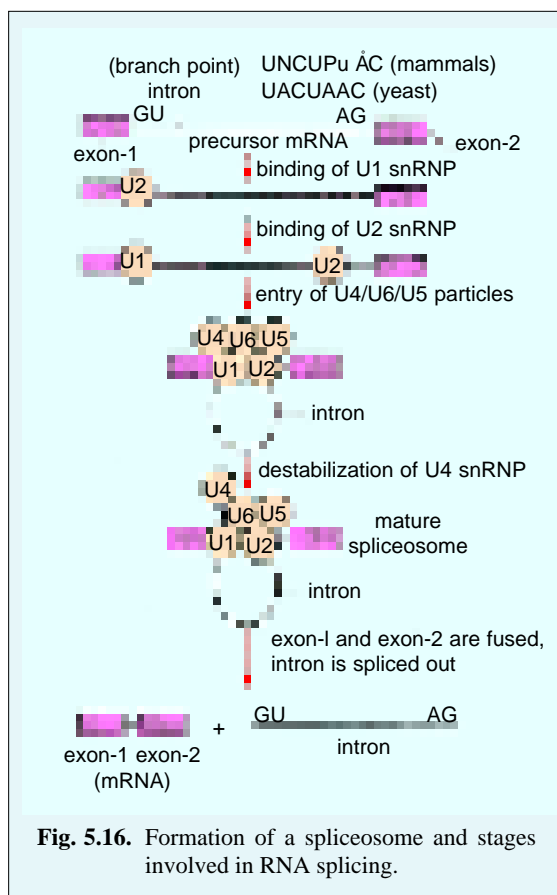 (branch point) UNCUPu ÅC (mammals)
intron UACUAAC (yeast)
GU AG
precursor mRNA
exon-1 exon-2
binding of U1 snRNP
U2
binding of U2 snRNP
U1 U2
entry of U4/U6/U5 particles
U4 U6 U5
U1 U2
intron
destabilization of U4 snRNP
U4
U6 U5
U1 U2
mature
spliceosome
intron
exon-l and exon-2 are fused,
intron is spliced out
GU AG
+
exon-1 exon-2 intron
(mRNA)
Fig. 5.16. Formation of a spliceosome and stages
involved in RNA splicing.